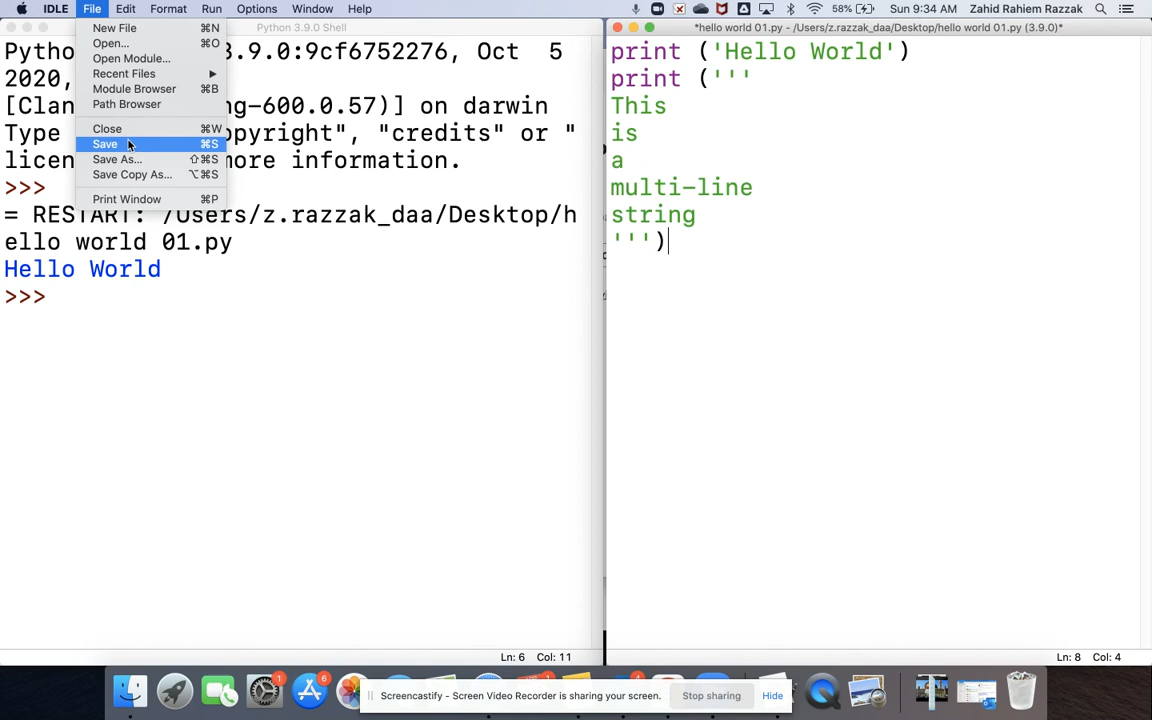 IDLE File Edit Format Run Options Window Help 58% Sun 9:34 AM Zahid Rahiem Razzak
Python 3.9.0 Shell
New File ⌘N
Open... ⌘O
Open Module...
Recent Files ▶
Module Browser ⌘B
Path Browser
Close ⌘W
Save ⌘S
Save As... ⇧⌘S
Save Copy As... ⌥⌘S
Print Window ⌘P
Python 3.9.0:9cf6752276, Oct 5
2020,
[Clan g-600.0.57)] on darwin
Type opyright", "credits" or "
licen more information.
>>>
= RESTART: /Users/z.razzak_daa/Desktop/h
ello world 01.py
Hello World
>>>
Ln: 6 Col: 11
*hello world 01.py - /Users/z.razzak_daa/Desktop/hello world 01.py (3.9.0)*
print ('Hello World')
print ('''
This
is
a
multi-line
string
''')
Ln: 8 Col: 4
1
6
Screencastify - Screen Video Recorder is sharing your screen. Stop sharing Hide